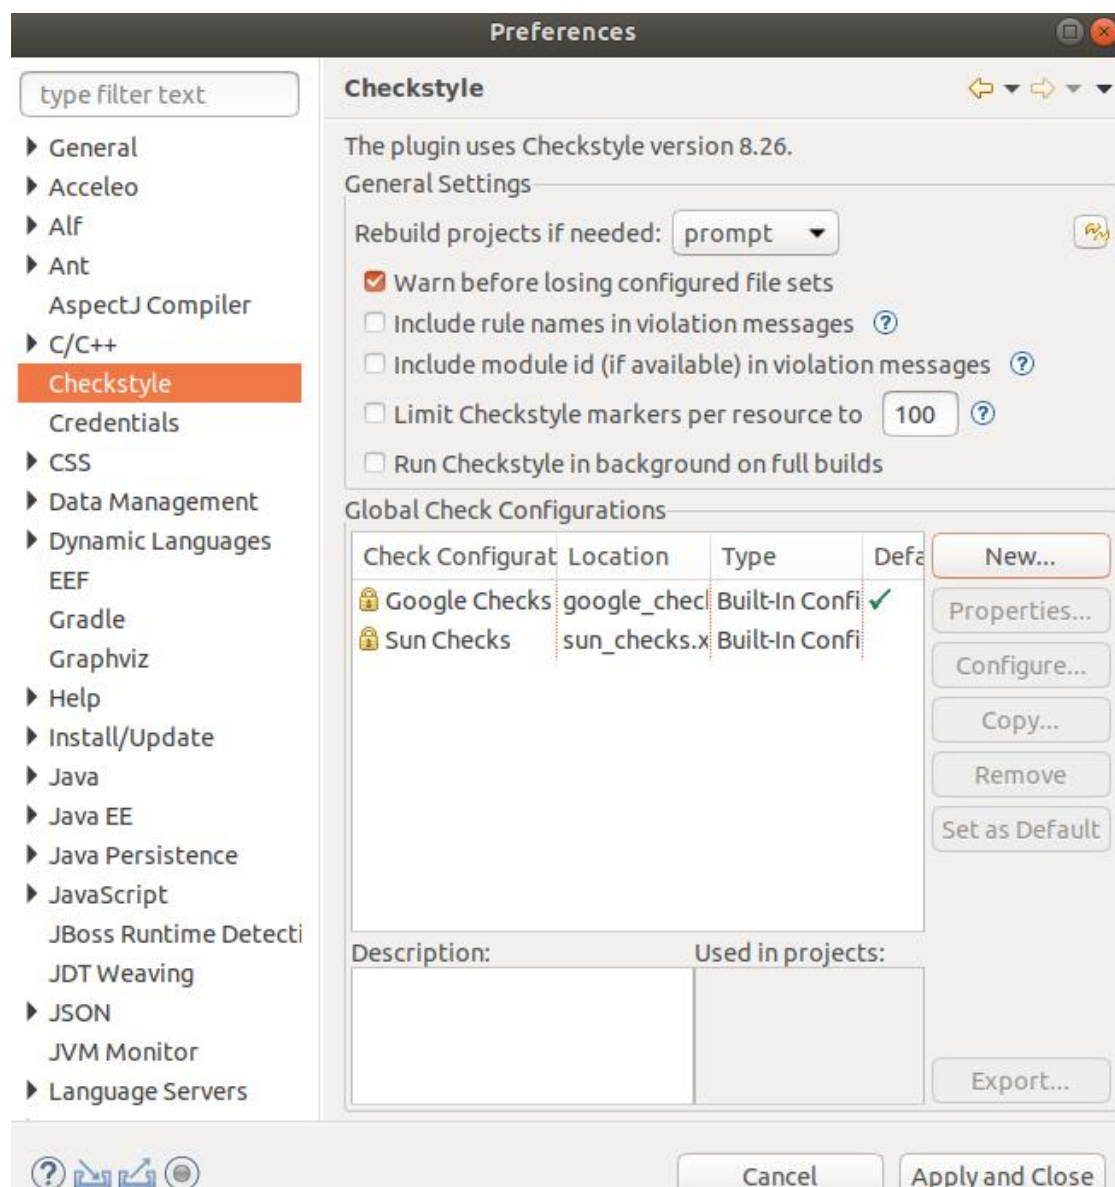 Preferences
type filter text
General
Acceleo
Alf
Ant
AspectJ Compiler
C/C++
Checkstyle
Credentials
CSS
Data Management
Dynamic Languages
EEF
Gradle
Graphviz
Help
Install/Update
Java
Java EE
Java Persistence
JavaScript
JBoss Runtime Detecti
JDT Weaving
JSON
JVM Monitor
Language Servers
Checkstyle
The plugin uses Checkstyle version 8.26.
General Settings
Rebuild projects if needed: prompt
Warn before losing configured file sets
Include rule names in violation messages
Include module id (if available) in violation messages
Limit Checkstyle markers per resource to 100
Run Checkstyle in background on full builds
Global Check Configurations
Check Configurat Location Type Defa
Google Checks google_chec Built-In Confi
Sun Checks sun_checks.x Built-In Confi
New...
Properties...
Configure...
Copy...
Remove
Set as Default
Description: Used in projects:
Export...
Cancel Apply and Close